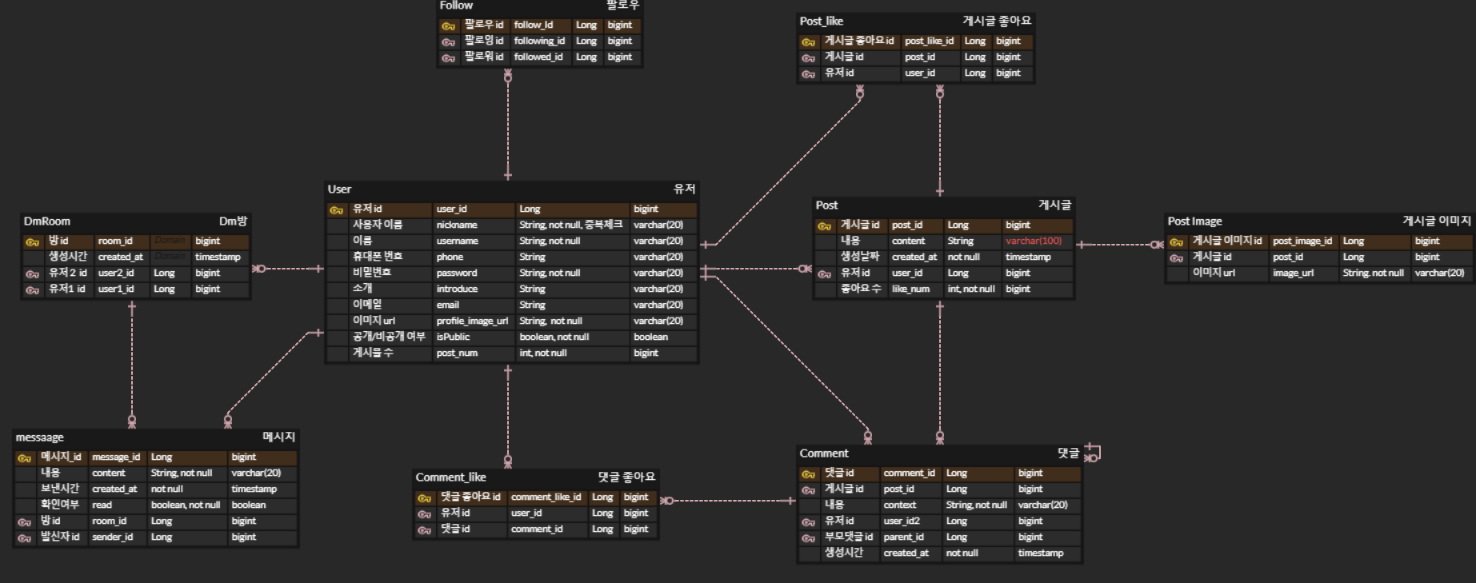 Follow 팔로우
팔로우 id follow_id Long bigint
팔로잉 id following_id Long bigint
팔로워 id followed_id Long bigint
Post_like 게시글 좋아요
게시글 좋아요 id post_like_id Long bigint
게시글 id post_id Long bigint
유저 id user_id Long bigint
User 유저
유저 id user_id Long bigint
사용자 이름 nickname String, not null, 중복체크 varchar(20)
이름 username String, not null varchar(20)
휴대폰 번호 phone String varchar(20)
비밀번호 password String, not null varchar(20)
소개 introduce String varchar(20)
이메일 email String varchar(20)
이미지 url profile_image_url String, not null varchar(20)
공개/비공개 여부 isPublic boolean, not null boolean
게시물 수 post_num int, not null bigint
DmRoom Dm방
방 id room_id Domain bigint
생성시간 created_at Domain timestamp
유저 2 id user2_id Long bigint
유저1 id user1_id Long bigint
Post 게시글
게시글 id post_id Long bigint
내용 content String varchar(100)
생성날짜 created_at not null timestamp
유저 id user_id Long bigint
좋아요 수 like_num int, not null bigint
Post Image 게시글 이미지
게시글 이미지 id post_image_id Long bigint
게시글 id post_id Long bigint
이미지 url image_url String. not null varchar(20)
messaage 메시지
메시지_id message_id Long bigint
내용 content String, not null varchar(20)
보낸시간 created_at not null timestamp
확인여부 read boolean, not null boolean
방 id room_id Long bigint
발신자 id sender_id Long bigint
Comment_like 댓글 좋아요
댓글 좋아요 id comment_like_id Long bigint
유저 id user_id Long bigint
댓글 id comment_id Long bigint
Comment 댓글
댓글 id comment_id Long bigint
게시글 id post_id Long bigint
내용 context String, not null varchar(20)
유저 id user_id2 Long bigint
부모댓글 id parent_id Long bigint
생성시간 created_at not null timestamp